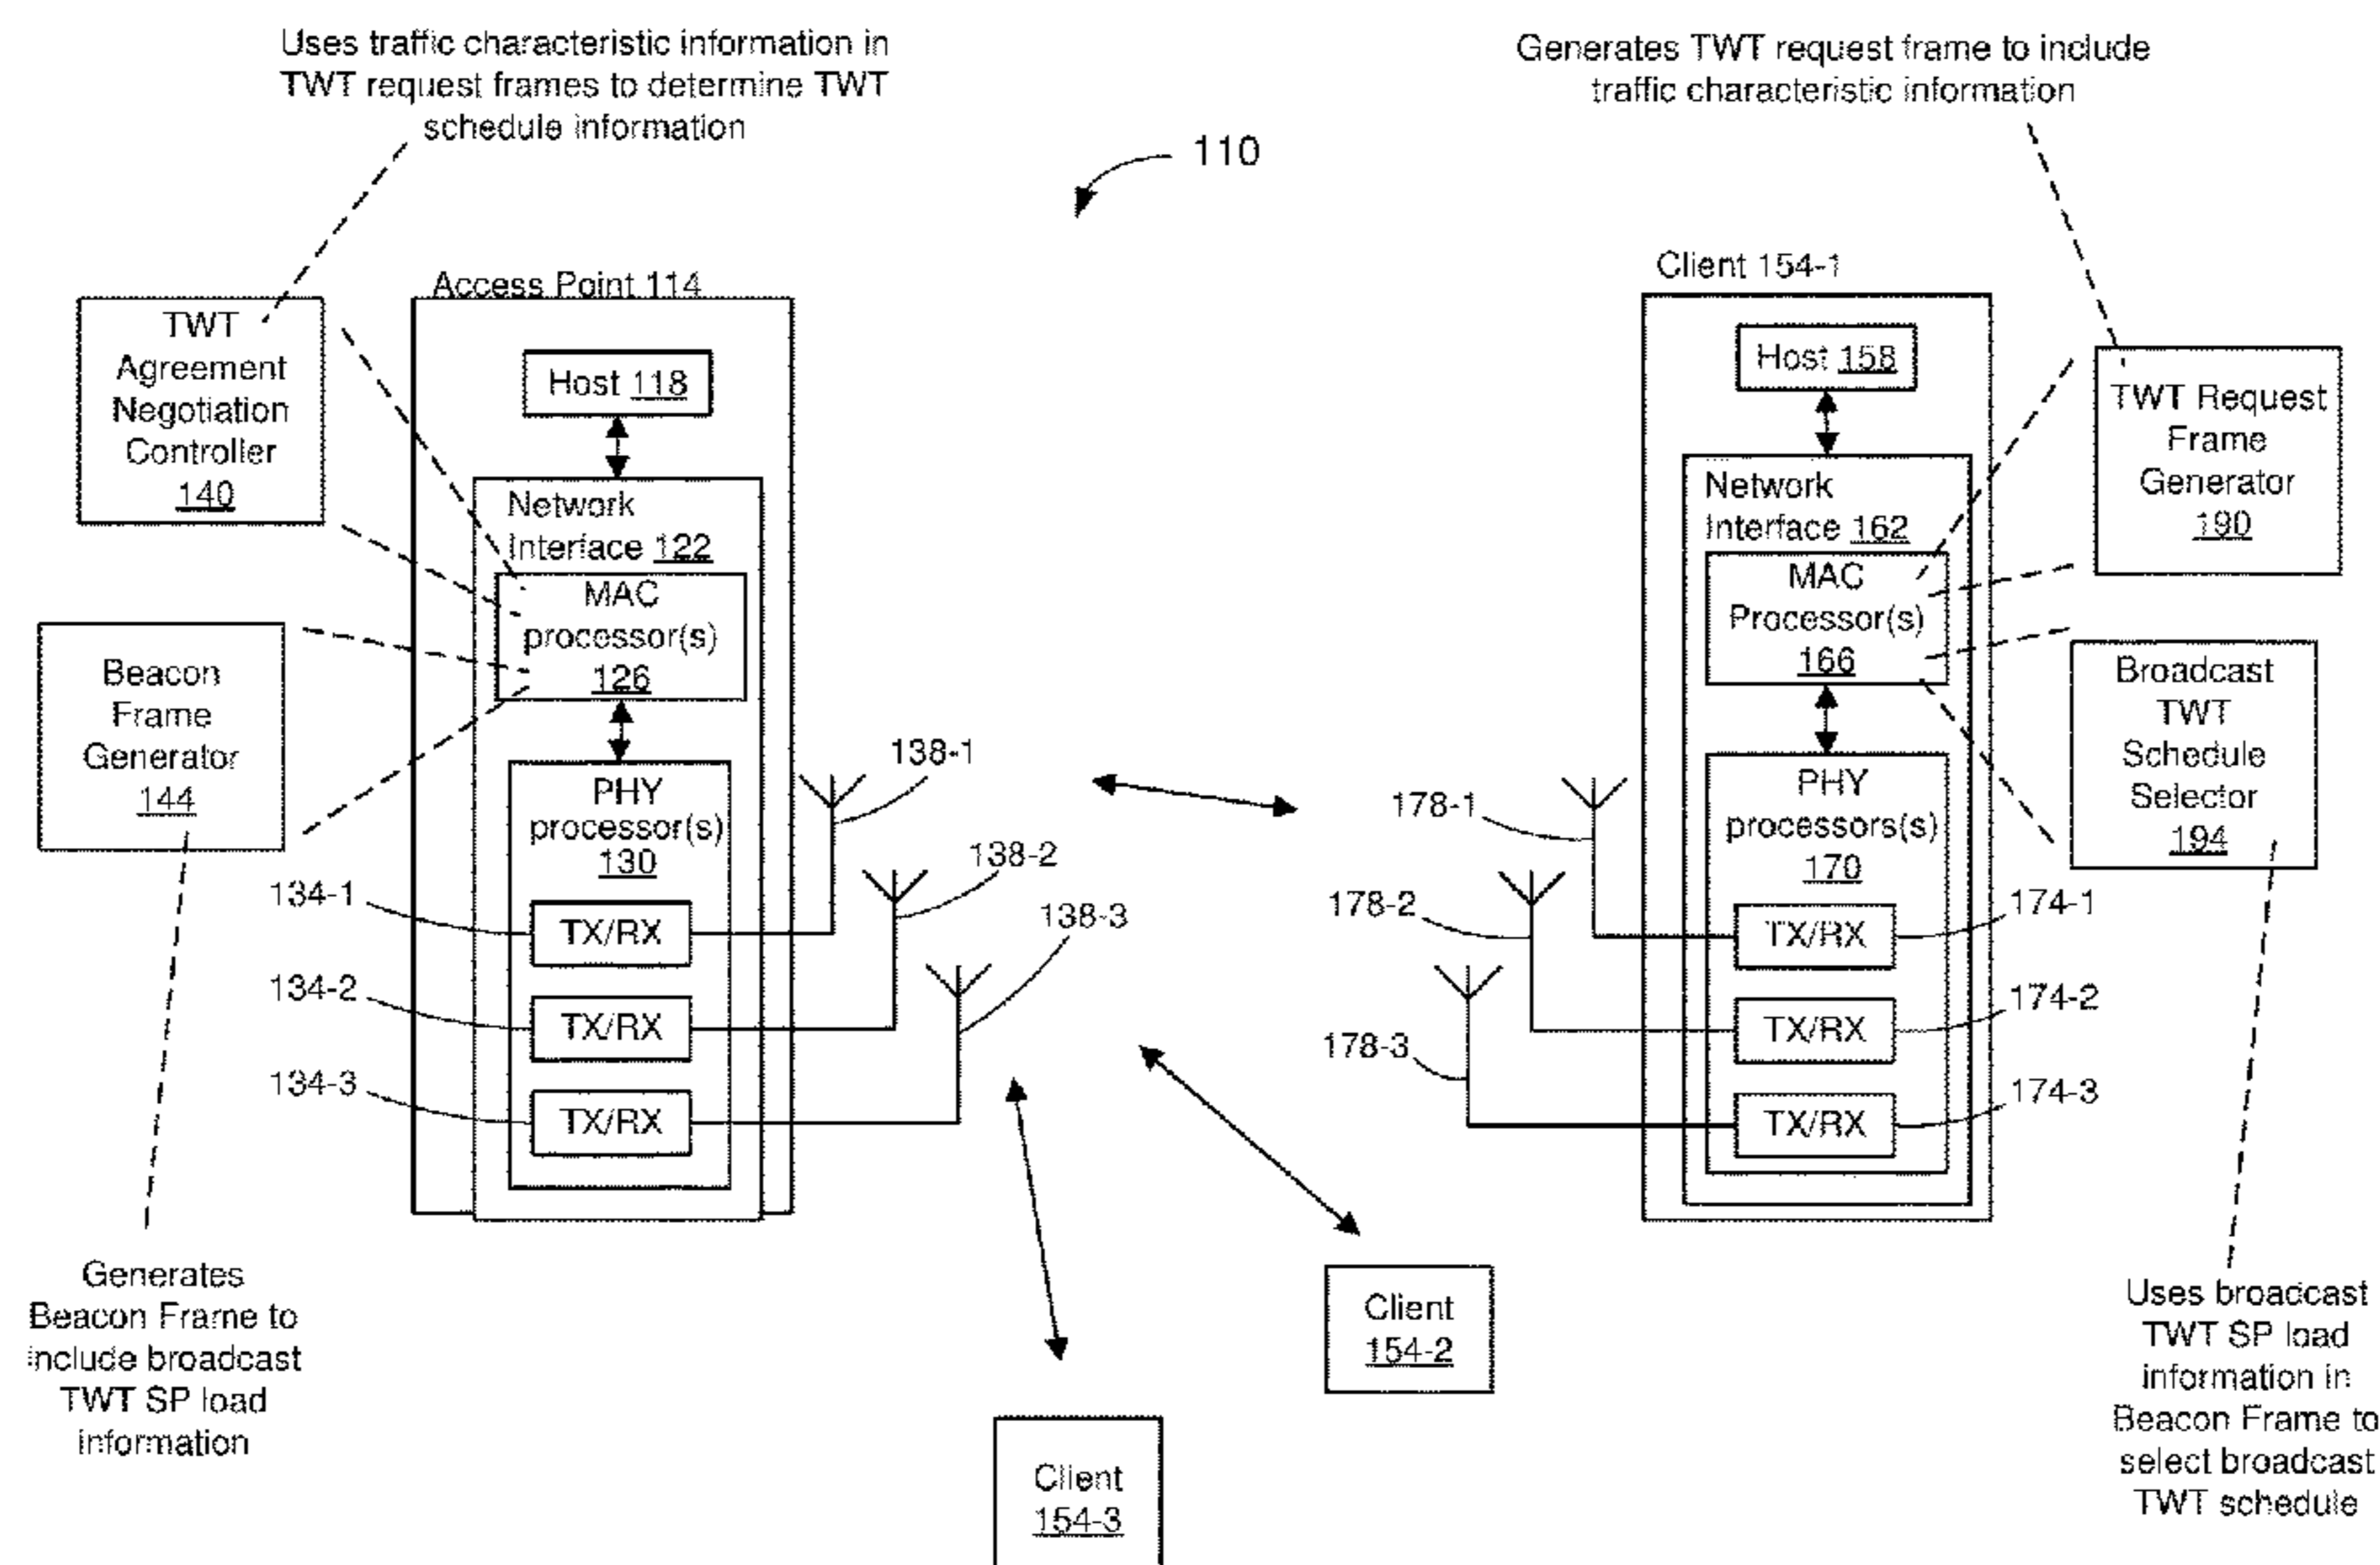 Uses traffic characteristic information in
TWT request frames to determine TWT
schedule information
Generates TWT request frame to include
traffic characteristic information
110
Access Point 114
Client 154-1
TWT
Agreement
Negotiation
Controller
140
Host 118
Network
Interface 122
MAC
processor(s)
126
Beacon
Frame
Generator
144
PHY
processor(s)
130
134-1
TX/RX
134-2
TX/RX
134-3
TX/RX
138-1
138-2
138-3
Host 158
Network
Interface 162
MAC
Processor(s)
166
TWT Request
Frame
Generator
190
Broadcast
TWT
Schedule
Selector
194
PHY
processors(s)
170
178-1
178-2
178-3
TX/RX
174-1
TX/RX
174-2
TX/RX
174-3
Generates
Beacon Frame to
include broadcast
TWT SP load
information
Client
154-2
Client
154-3
Uses broadcast
TWT SP load
information in
Beacon Frame to
select broadcast
TWT schedule